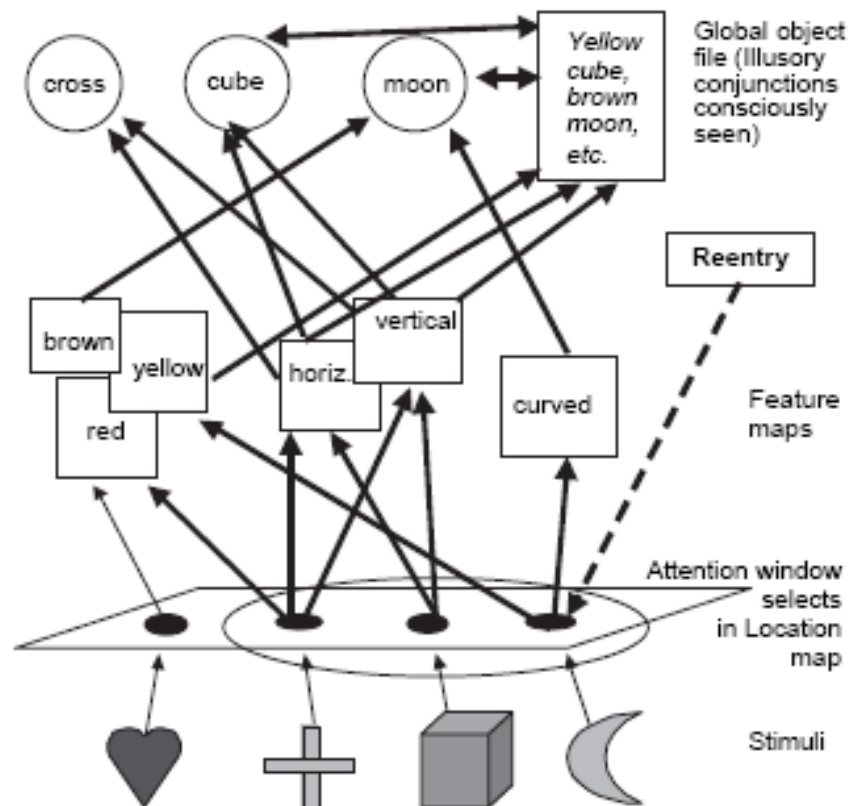 cross
cube
moon
Yellow
cube,
brown
moon,
etc.
Global object
file (Illusory
conjunctions
consciously
seen)
Reentry
brown
yellow
red
horiz.
vertical
curved
Feature
maps
Attention window
selects
in Location
map
Stimuli